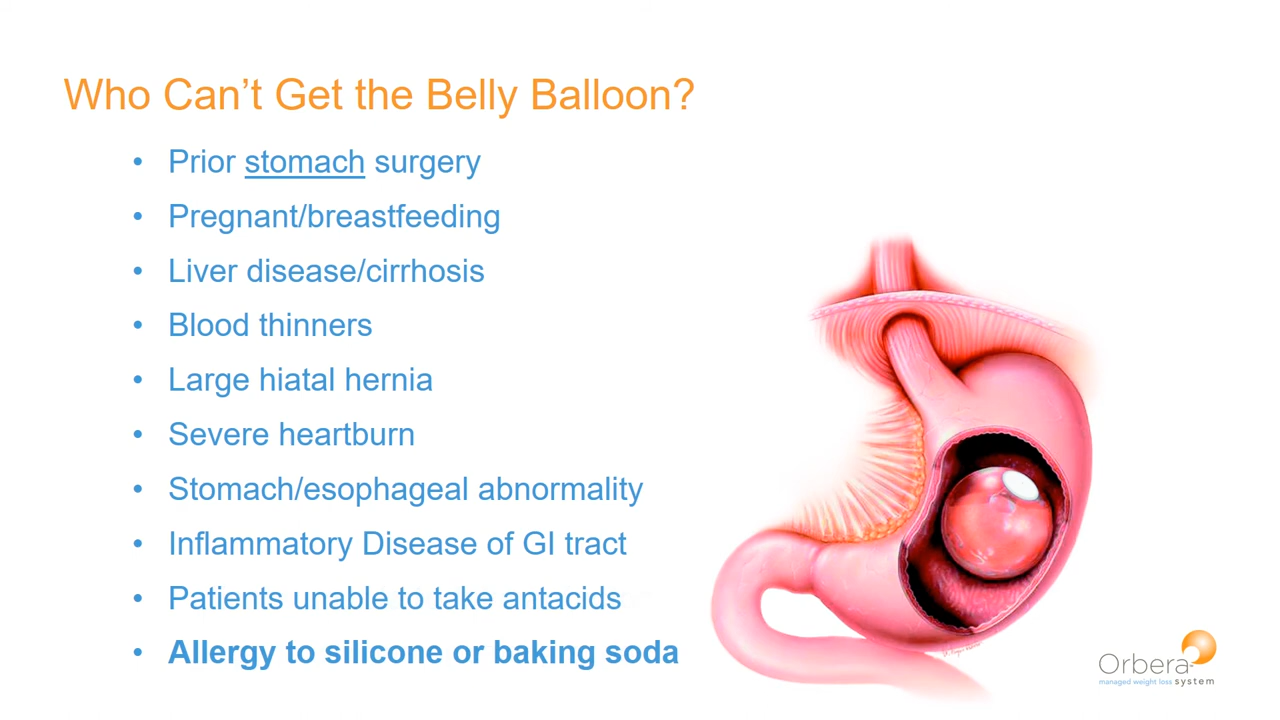 Who Can't Get the Belly Balloon?
• Prior stomach surgery
• Pregnant/breastfeeding
• Liver disease/cirrhosis
• Blood thinners
• Large hiatal hernia
• Severe heartburn
• Stomach/esophageal abnormality
• Inflammatory Disease of GI tract
• Patients unable to take antacids
• Allergy to silicone or baking soda
Orbera
managed weight loss system